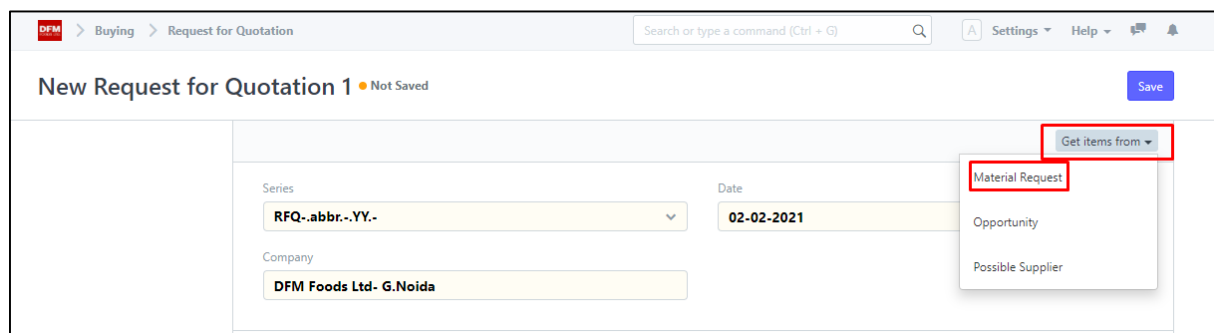 DFM Buying Request for Quotation Search or type a command (Ctrl + G) A Settings Help
New Request for Quotation 1 Not Saved Save
Get items from
Material Request
Opportunity
Possible Supplier
Series Date
RFQ-.abbr.-.YY.- 02-02-2021
Company
DFM Foods Ltd- G.Noida